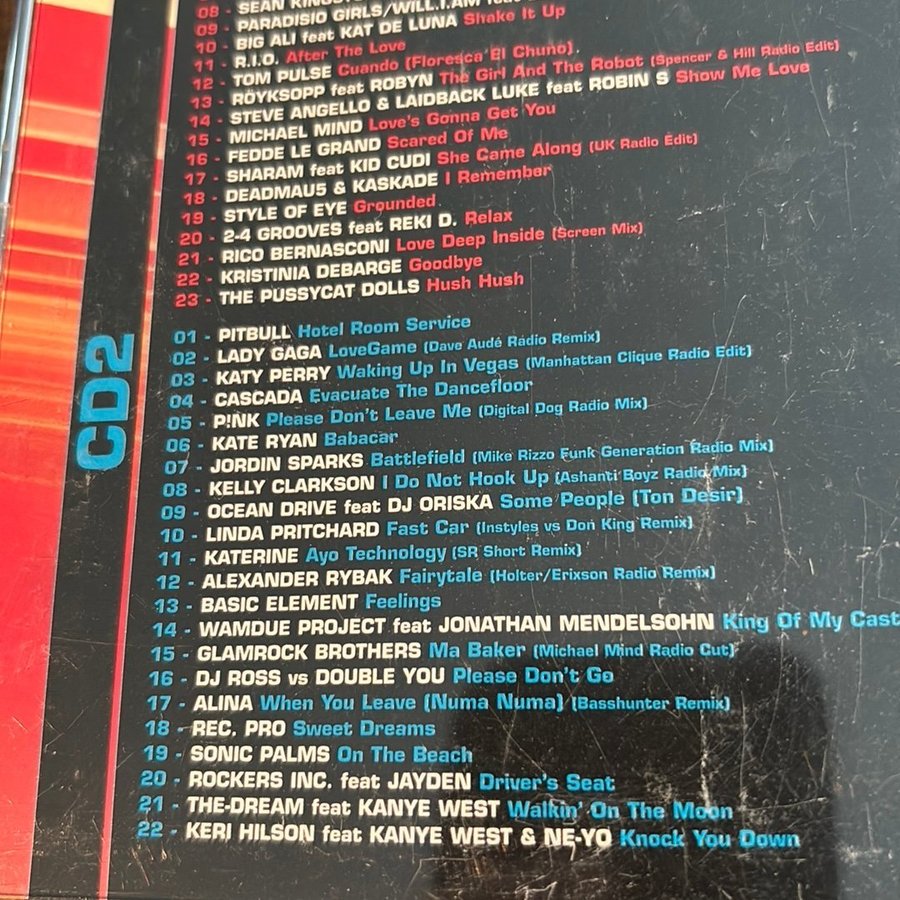 08 - SEAN
09 - PARADISIO GIRLS/WILL.I.AM
10 - BIG ALI feat KAT DE LUNA Shake It Up
11 - R.I.O. After The Love
12 - TOM PULSE Cuando (Floresca El Chuno).
13 - RÖYKSOPP feat ROBYN The Girl And The Robot (Spencer & Hill Radio Edit)
14 - STEVE ANGELLO & LAIDBACK LUKE feat ROBIN S Show Me Love
15 - MICHAEL MIND Love's Gonna Get You
16 - FEDDE LE GRAND Scared Of Me
17 - SHARAM feat KID CUDI She Came Along (UK Radio Edit)
18 - DEADMAU5 & KASKADE I Remember
19 - STYLE OF EYE Grounded
20 - 2-4 GROOVES feat REKI D. Relax
21 - RICO BERNASCONI Love Deep Inside (Screen Mix)
22 - KRISTINIA DEBARGE Goodbye
23 - THE PUSSYCAT DOLLS Hush Hush
CD2
01 - PITBULL Hotel Room Service
02 - LADY GAGA LoveGame (Dave Audé Radio Remix)
03 - KATY PERRY Waking Up In Vegas (Manhattan Clique Radio Edit)
04 - CASCADA Evacuate The Dancefloor
05 - P!NK Please Don't Leave Me (Digital Dog Radio Mix)
06 - KATE RYAN Babacar
07 - JORDIN SPARKS Battlefield (Mike Rizzo Funk Generation Radio Mix)
08 - KELLY CLARKSON I Do Not Hook Up (Ashanti Boyz Radio Mix)
09 - OCEAN DRIVE feat DJ ORISKA Some People (Ton Desir)
10 - LINDA PRITCHARD Fast Car (Instyles vs Don King Remix)
11 - KATERINE Ayo Technology (SR Short Remix)
12 - ALEXANDER RYBAK Fairytale (Holter/Erixson Radio Remix)
13 - BASIC ELEMENT Feelings
14 - WAMDUE PROJECT feat JONATHAN MENDELSOHN King Of My Cast
15 - GLAMROCK BROTHERS Ma Baker (Michael Mind Radio Cut)
16 - DJ ROSS vs DOUBLE YOU Please Don't Go
17 - ALINA When You Leave (Numa Numa) (Basshunter Remix)
18 - REC. PRO Sweet Dreams
19 - SONIC PALMS On The Beach
20 - ROCKERS INC. feat JAYDEN Driver's Seat
21 - THE-DREAM feat KANYE WEST Walkin' On The Moon
22 - KERI HILSON feat KANYE WEST & NE-YO Knock You Down